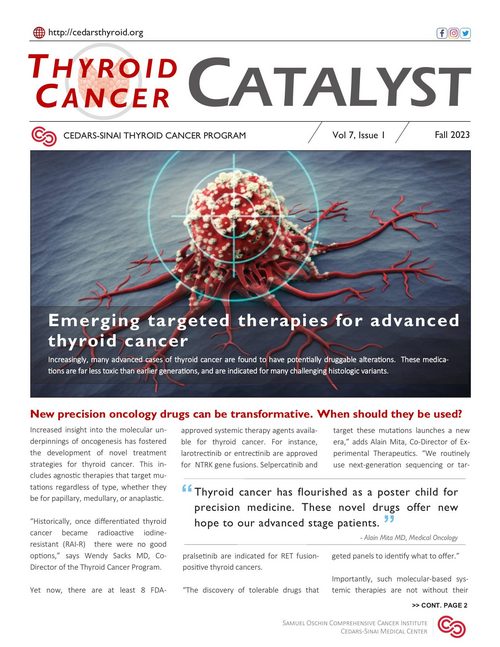 http://cedarsthyroid.org
THYROID
CANCER
CATALYST
CEDARS-SINAI THYROID CANCER PROGRAM
Vol 7, Issue 1
Fall 2023
Emerging targeted therapies for advanced
thyroid cancer
Increasingly, many advanced cases of thyroid cancer are found to have potentially druggable alterations. These medica-
tions are far less toxic than earlier generations, and are indicated for many challenging histologic variants.
New precision oncology drugs can be transformative. When should they be used?
Increased insight into the molecular un-
derpinnings of oncogenesis has fostered
the development of novel treatment
strategies for thyroid cancer. This in-
cludes agnostic therapies that target mu-
tations regardless of type, whether they
be for papillary, medullary, or anaplastic.
"Historically, once differentiated thyroid
cancer became radioactive iodine-
resistant (RAI-R) there were no good
options," says Wendy Sacks MD, Co-
Director of the Thyroid Cancer Program.
Yet now, there are at least 8 FDA-
approved systemic therapy agents availa-
ble for thyroid cancer. For instance,
larotrectinib or entrectinib are approved
for NTRK gene fusions. Selpercatinib and
pralsetinib are indicated for RET fusion-
positive thyroid cancers.
"The discovery of tolerable drugs that
target these mutations launches a new
era," adds Alain Mita, Co-Director of Ex-
perimental Therapeutics. "We routinely
use next-generation sequencing or tar-
geted panels to identify what to offer."
Importantly, such molecular-based sys-
temic therapies are not without their
"Thyroid cancer has flourished as a poster child for
precision medicine. These novel drugs offer new
hope to our advanced stage patients."
- Alain Mita MD, Medical Oncology
>> CONT. PAGE 2
SAMUEL OSCHIN COMPREHENSIVE CANCER INSTITUTE
CEDARS-SINAI MEDICAL CENTER